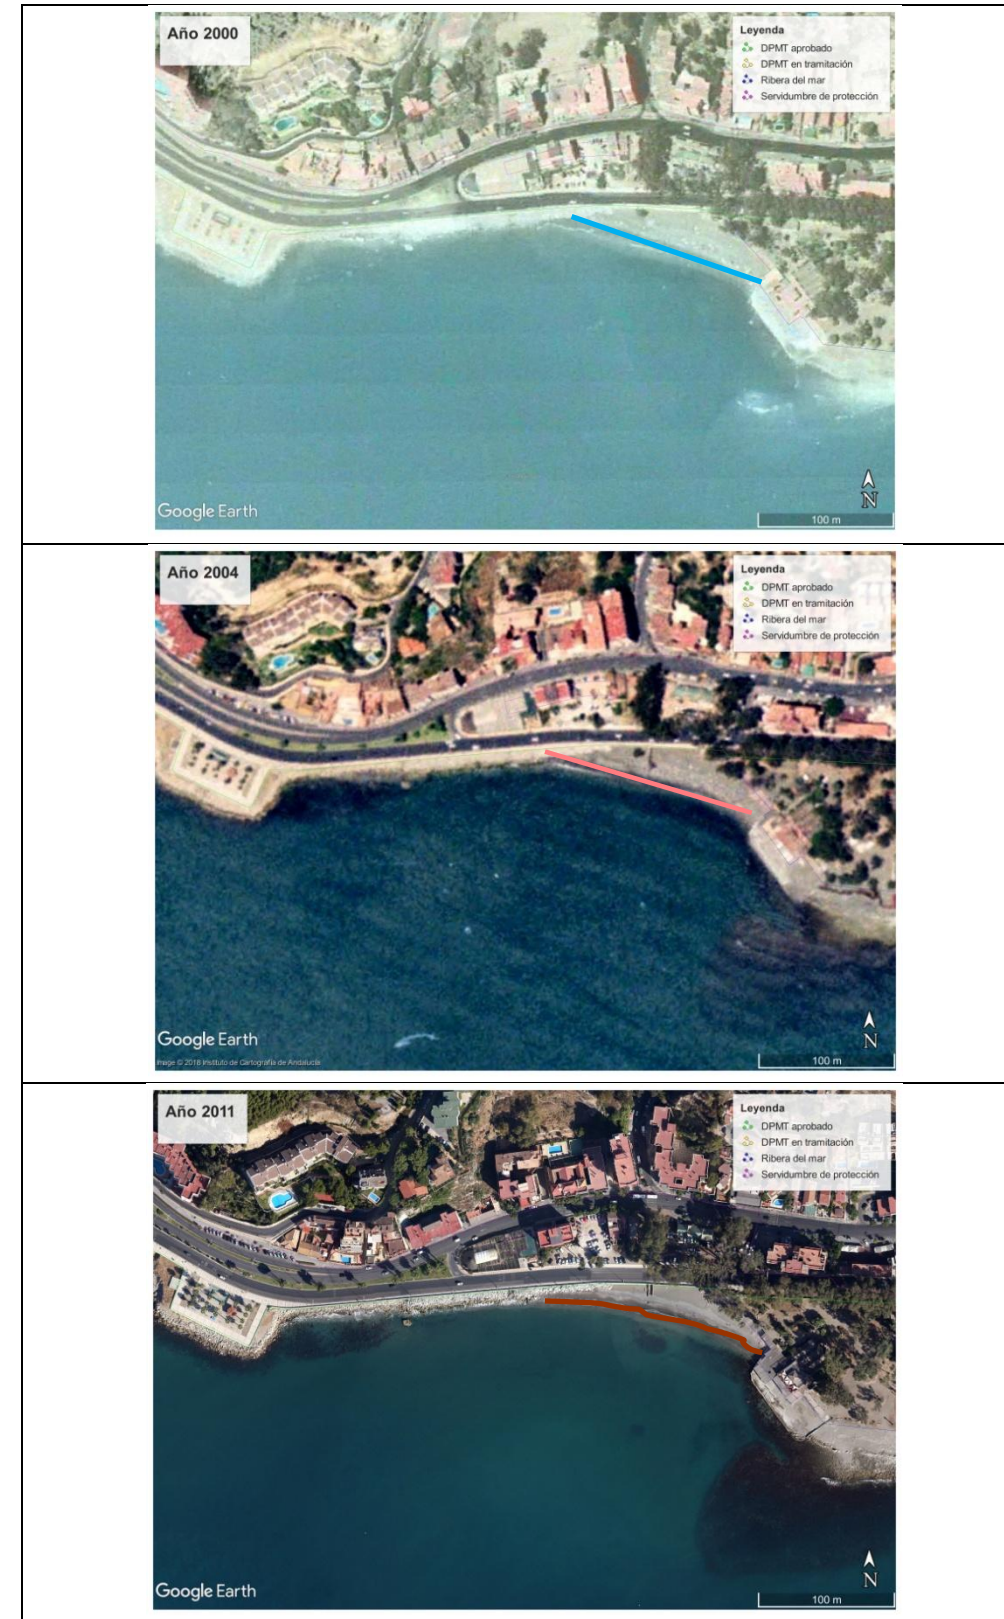 Año 2000
Leyenda
DPMT aprobado
DPMT en tramitación
Ribera del mar
Servidumbre de protección
N
Google Earth
100 m
Año 2004
Leyenda
DPMT aprobado
DPMT en tramitación
Ribera del mar
Servidumbre de protección
N
Google Earth
Image © 2018 Instituto de Cartografía de Andalucía
100 m
Año 2011
Leyenda
DPMT aprobado
DPMT en tramitación
Ribera del mar
Servidumbre de protección
N
Google Earth
100 m